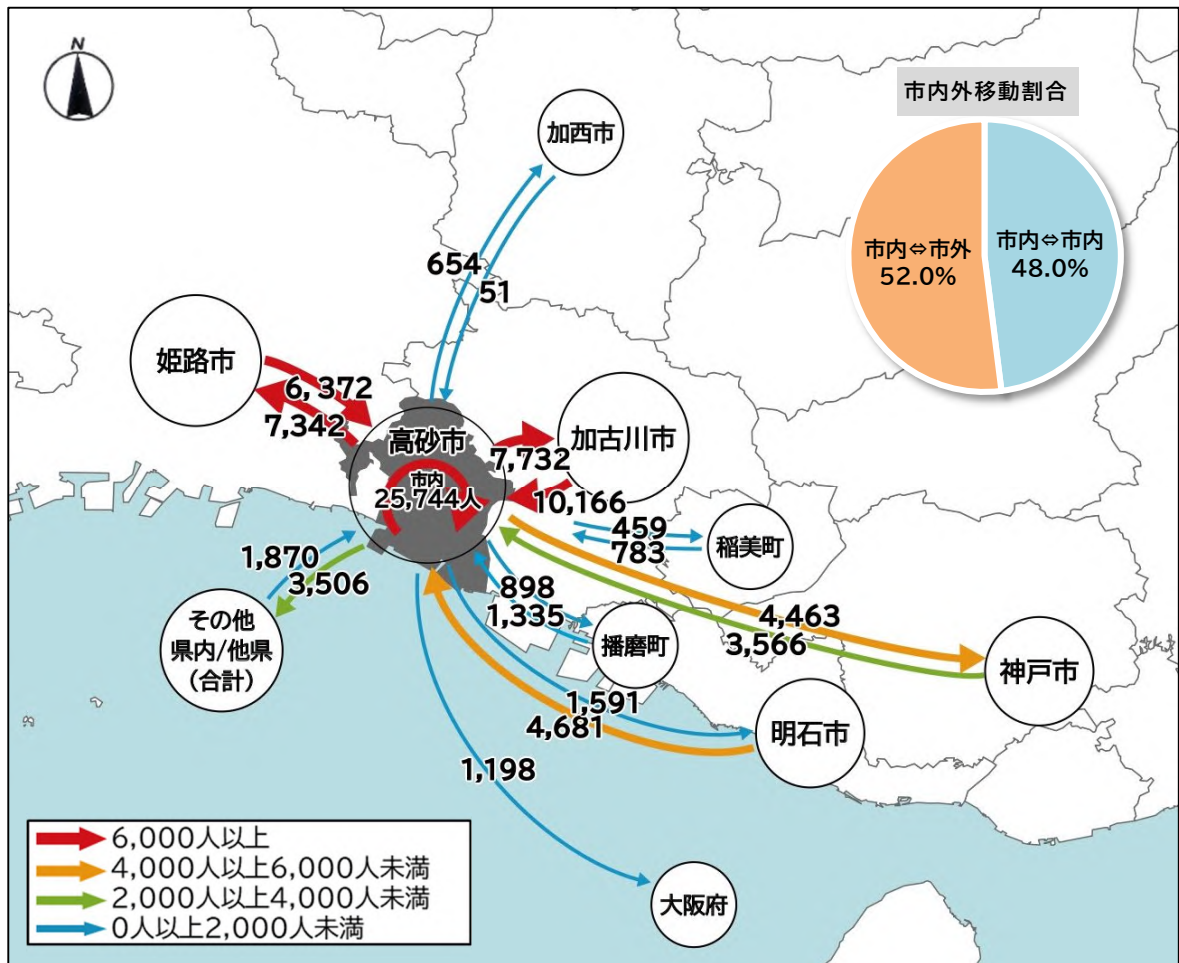 N
市内外移動割合
市内⇔市外
52.0%
市内⇔市内
48.0%
加西市
654
51
姫路市
6,372
7,342
高砂市
市内
25,744人
加古川市
7,732
10,166
459
783
稲美町
1,870
3,506
その他
県内/他県
（合計）
898
1,335
播磨町
4,463
3,566
神戸市
1,591
4,681
明石市
1,198
大阪府
6,000人以上
4,000人以上6,000人未満
2,000人以上4,000人未満
0人以上2,000人未満